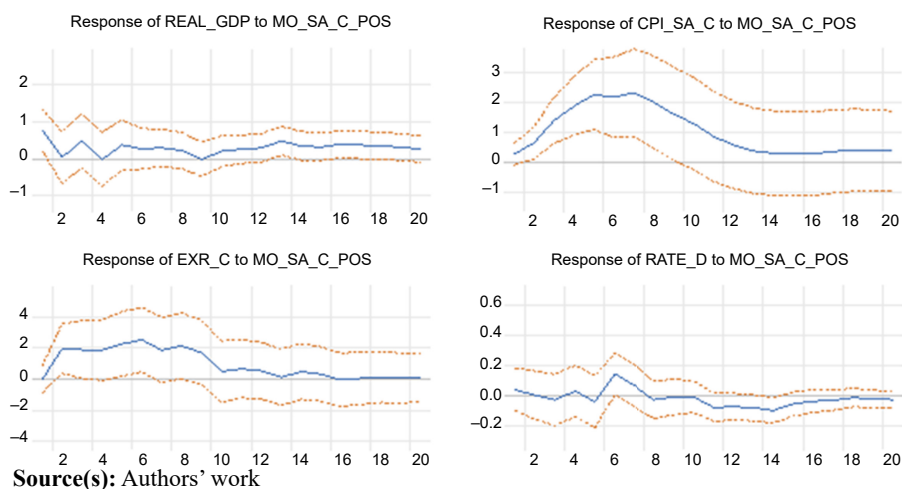 Response of REAL_GDP to MO_SA_C_POS
2
1
0
−1
2 4 6 8 10 12 14 16 18 20
Response of CPI_SA_C to MO_SA_C_POS
3
2
1
0
−1
2 4 6 8 10 12 14 16 18 20
Response of EXR_C to MO_SA_C_POS
4
2
0
−2
−4
2 4 6 8 10 12 14 16 18 20
Response of RATE_D to MO_SA_C_POS
0.6
0.4
0.2
0.0
−0.2
2 4 6 8 10 12 14 16 18 20
Source(s): Authors' work